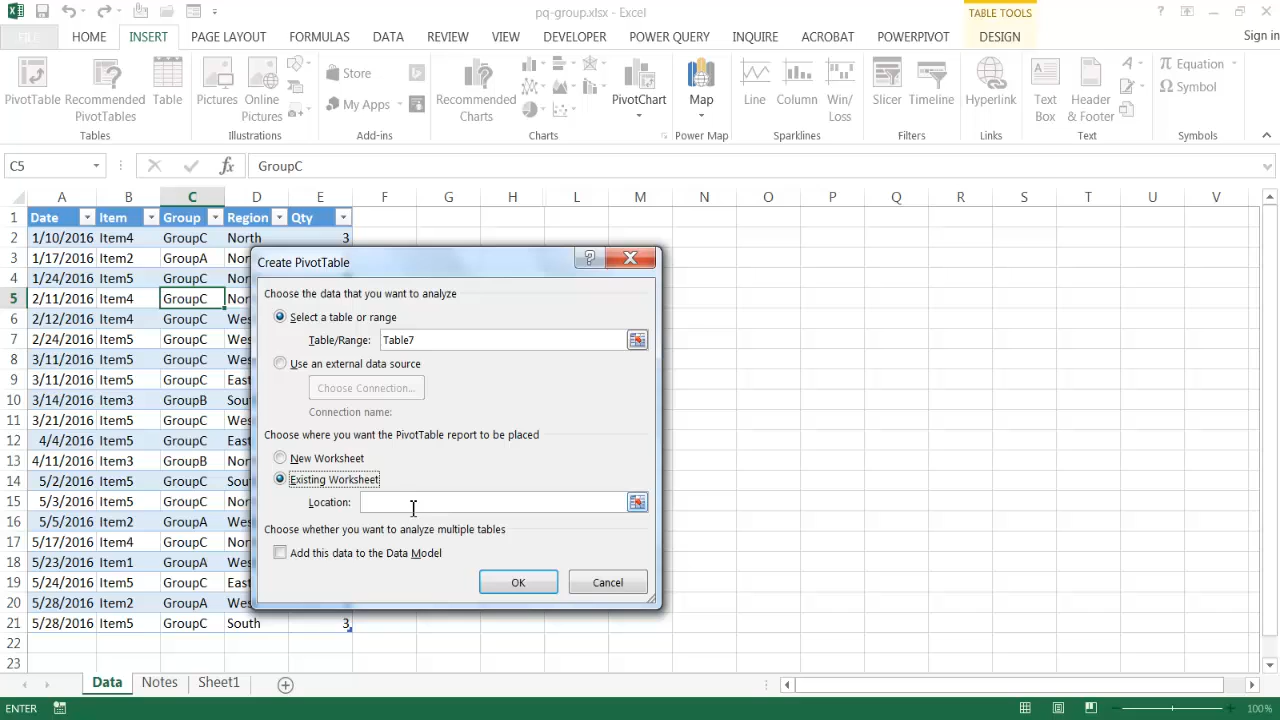 pq-group.xlsx - Excel
TABLE TOOLS
?
FILE HOME INSERT PAGE LAYOUT FORMULAS DATA REVIEW VIEW DEVELOPER POWER QUERY INQUIRE ACROBAT POWERPIVOT DESIGN Sign in
PivotTable Recommended PivotTables Table
Pictures Online Pictures
Store
My Apps
Recommended Charts
PivotChart
Map
Line Column Win/ Loss
Slicer Timeline
Hyperlink
Text Box Header & Footer
Equation
Symbol
Tables Illustrations Add-ins Charts Power Map Sparklines Filters Links Text Symbols
C5 fx GroupC
A B C D E F G H I L M N O P Q R S T U V
1 Date Item Group Region Qty
2 1/10/2016 Item4 GroupC North 3
3 1/17/2016 Item2 GroupA Nor
4 1/24/2016 Item5 GroupC Nor
5 2/11/2016 Item4 GroupC Nor
6 2/12/2016 Item4 GroupC Wes
7 2/24/2016 Item5 GroupC Wes
8 3/11/2016 Item5 GroupC Wes
9 3/11/2016 Item5 GroupC East
10 3/14/2016 Item3 GroupB Sou
11 3/21/2016 Item5 GroupC Wes
12 4/4/2016 Item5 GroupC East
13 4/11/2016 Item3 GroupB Nor
14 5/2/2016 Item5 GroupC Sou
15 5/3/2016 Item5 GroupC Nor
16 5/5/2016 Item2 GroupA Wes
17 5/17/2016 Item4 GroupC Nor
18 5/23/2016 Item1 GroupA Wes
19 5/24/2016 Item5 GroupC East
20 5/28/2016 Item2 GroupA Wes
21 5/28/2016 Item5 GroupC South 3
22
23
Create PivotTable
?
Choose the data that you want to analyze
Select a table or range
Table/Range: Table7
Use an external data source
Choose Connection...
Connection name:
Choose where you want the PivotTable report to be placed
New Worksheet
Existing Worksheet
Location:
Choose whether you want to analyze multiple tables
Add this data to the Data Model
OK Cancel
Data Notes Sheet1
ENTER 100%